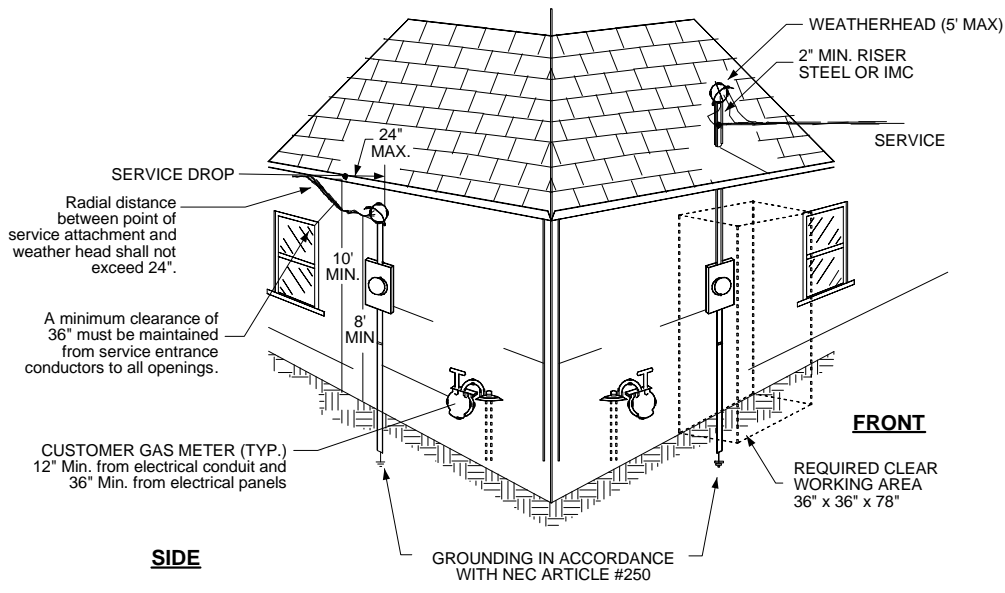 WEATHERHEAD (5' MAX)
2" MIN. RISER
STEEL OR IMC
SERVICE
24"
MAX.
SERVICE DROP
Radial distance
between point of
service attachment and
weather head shall not
exceed 24".
10'
MIN.
8'
MIN
A minimum clearance of
36" must be maintained
from service entrance
conductors to all openings.
CUSTOMER GAS METER (TYP.)
12" Min. from electrical conduit and
36" Min. from electrical panels
FRONT
REQUIRED CLEAR
WORKING AREA
36" x 36" x 78"
SIDE
GROUNDING IN ACCORDANCE
WITH NEC ARTICLE #250